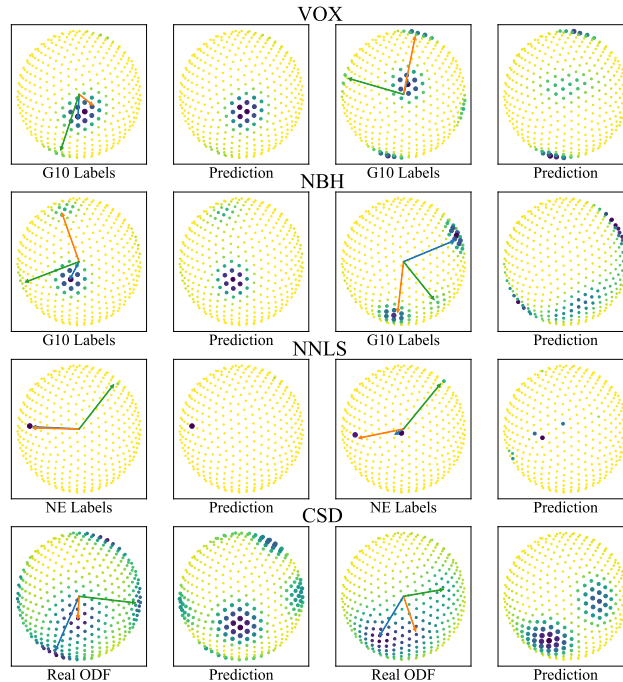 VOX
G10 Labels Prediction G10 Labels Prediction
NBH
G10 Labels Prediction G10 Labels Prediction
NNLS
NE Labels Prediction NE Labels Prediction
CSD
Real ODF Prediction Real ODF Prediction